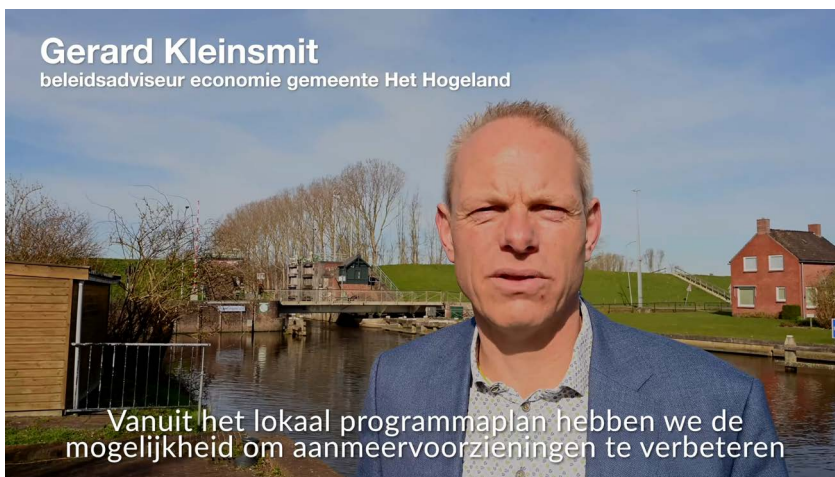 Gerard Kleinsmit
beleidsadviseur economie gemeente Het Hogeland
Vanuit het lokaal programmaplan hebben we de
mogelijkheid om aanmeervoorzieningen te verbeteren